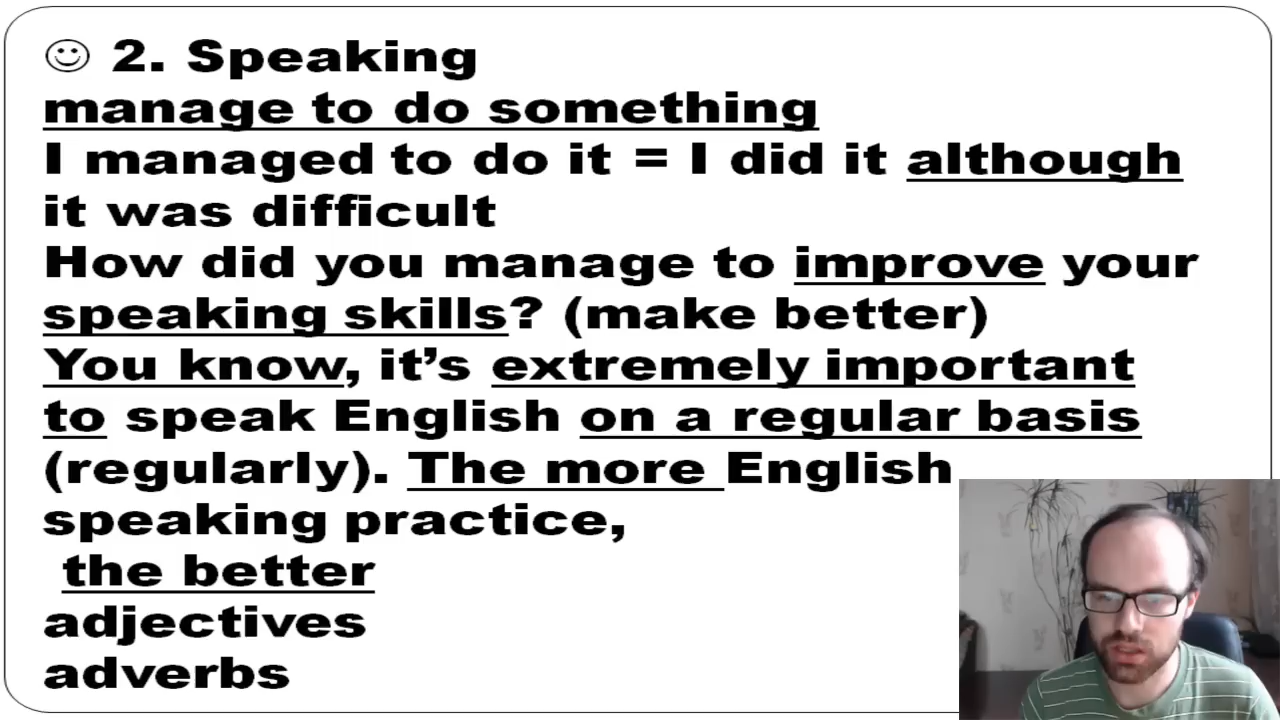 ☺ 2. Speaking
manage to do something
I managed to do it = I did it although
it was difficult
How did you manage to improve your
speaking skills? (make better)
You know, it’s extremely important
to speak English on a regular basis
(regularly). The more English
speaking practice,
the better
adjectives
adverbs